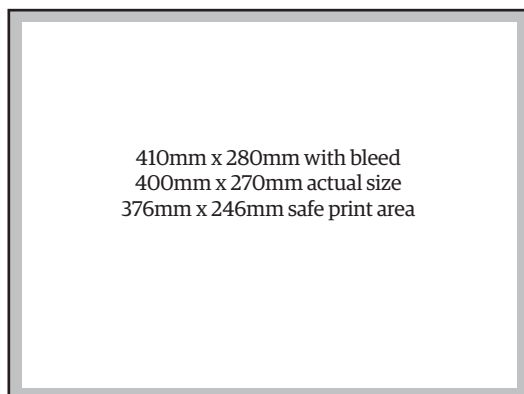 410mm x 280mm with bleed
400mm x 270mm actual size
376mm x 246mm safe print area